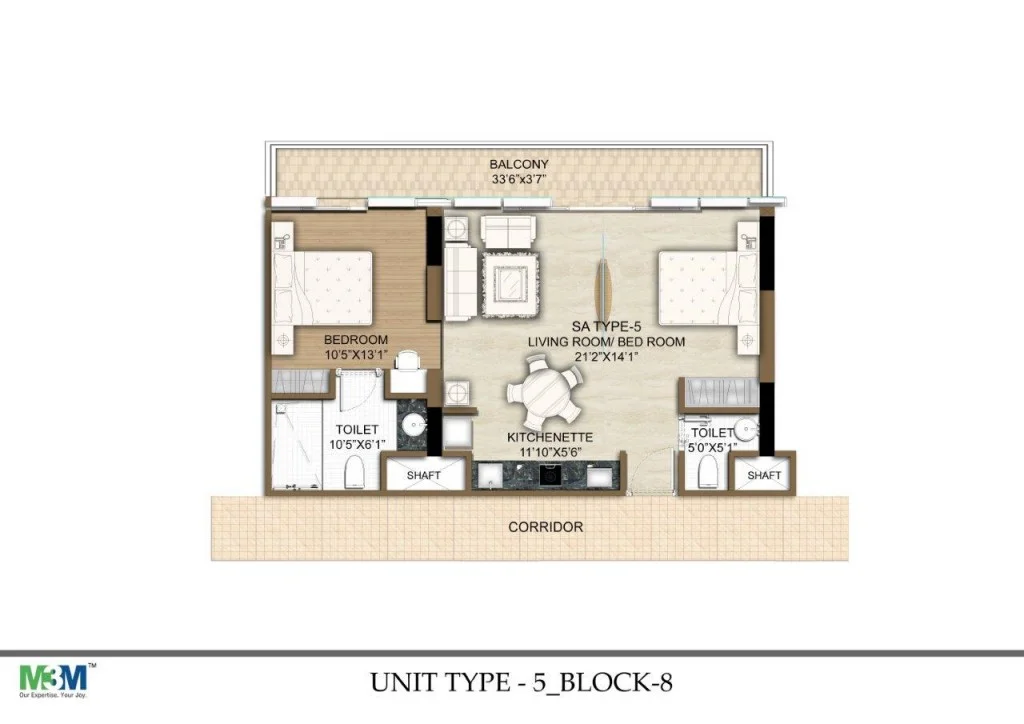 BALCONY
33'6"x3'7"
BEDROOM
10'5"X13'1"
SA TYPE-5
LIVING ROOM/ BED ROOM
21'2"X14'1"
TOILET
10'5"X6'1"
KITCHENETTE
11'10"X5'6"
TOILET
5'0"X5'1"
SHAFT
SHAFT
CORRIDOR
M3M™
Our Expertise. Your Joy.
UNIT TYPE - 5_BLOCK-8